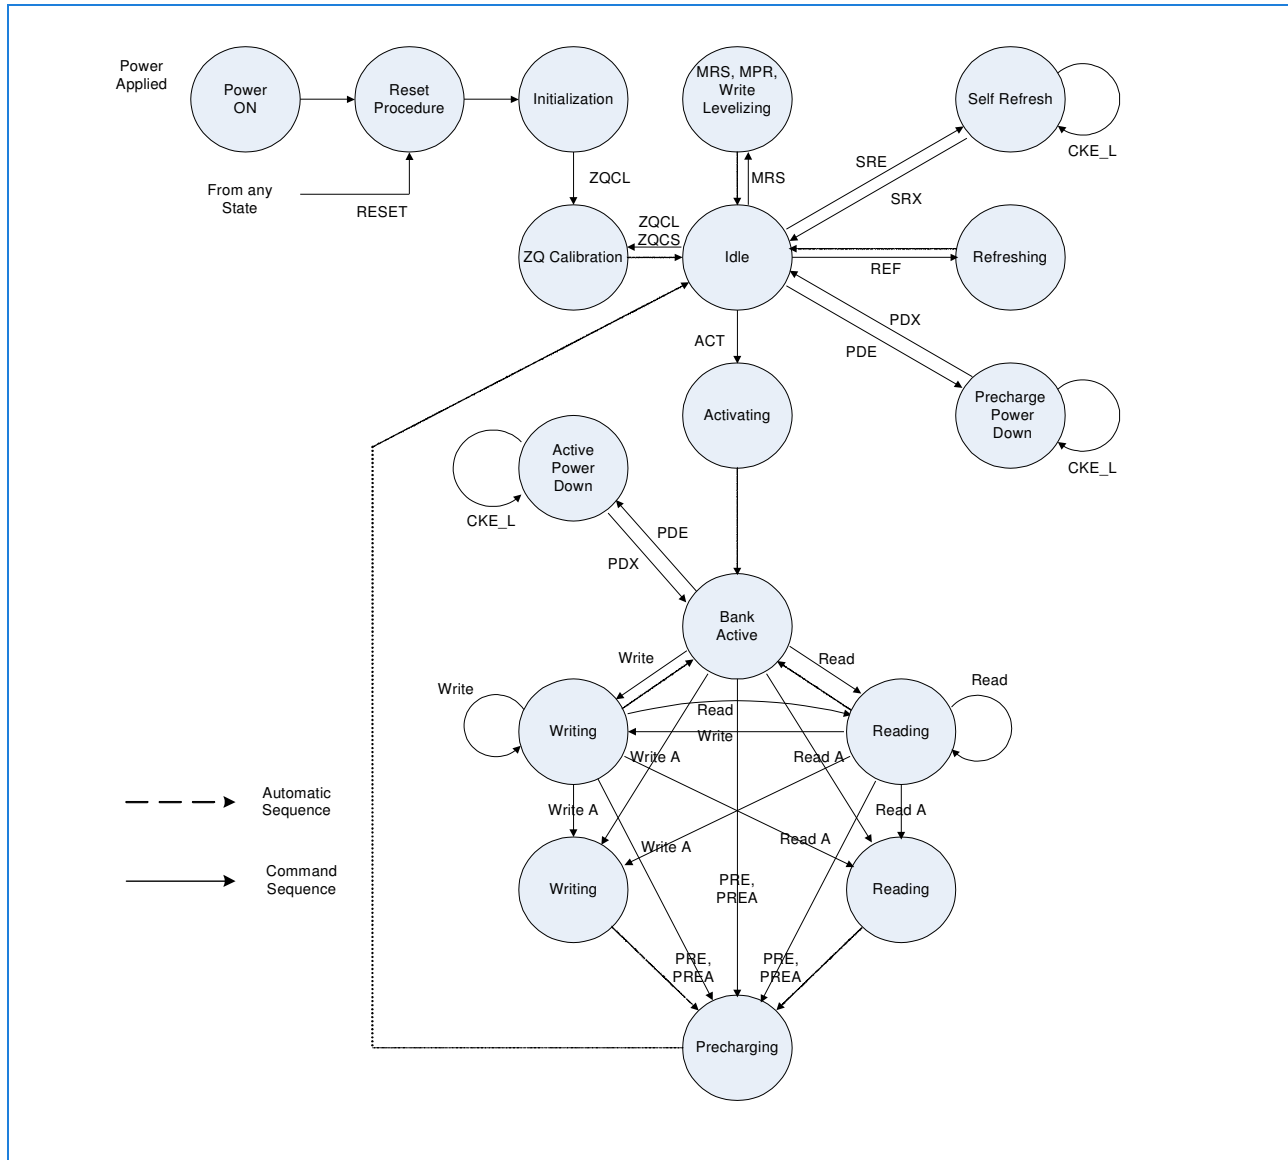 Power
Applied
Power
ON
Reset
Procedure
Initialization
MRS, MPR,
Write
Levelizing
Self Refresh
CKE_L
From any
State
RESET
ZQCL
MRS
SRE
SRX
ZQCL
ZQCS
ZQ Calibration
Idle
REF
Refreshing
ACT
PDX
PDE
Activating
Precharge
Power
Down
CKE_L
Active
Power
Down
CKE_L
PDE
PDX
Bank
Active
Write
Read
Write
Read
Writing
Read
Write
Reading
Write A
Read A
Automatic
Sequence
Write A
Read A
Write A
Read A
Command
Sequence
Writing
PRE,
PREA
Reading
PRE,
PREA
PRE,
PREA
Precharging